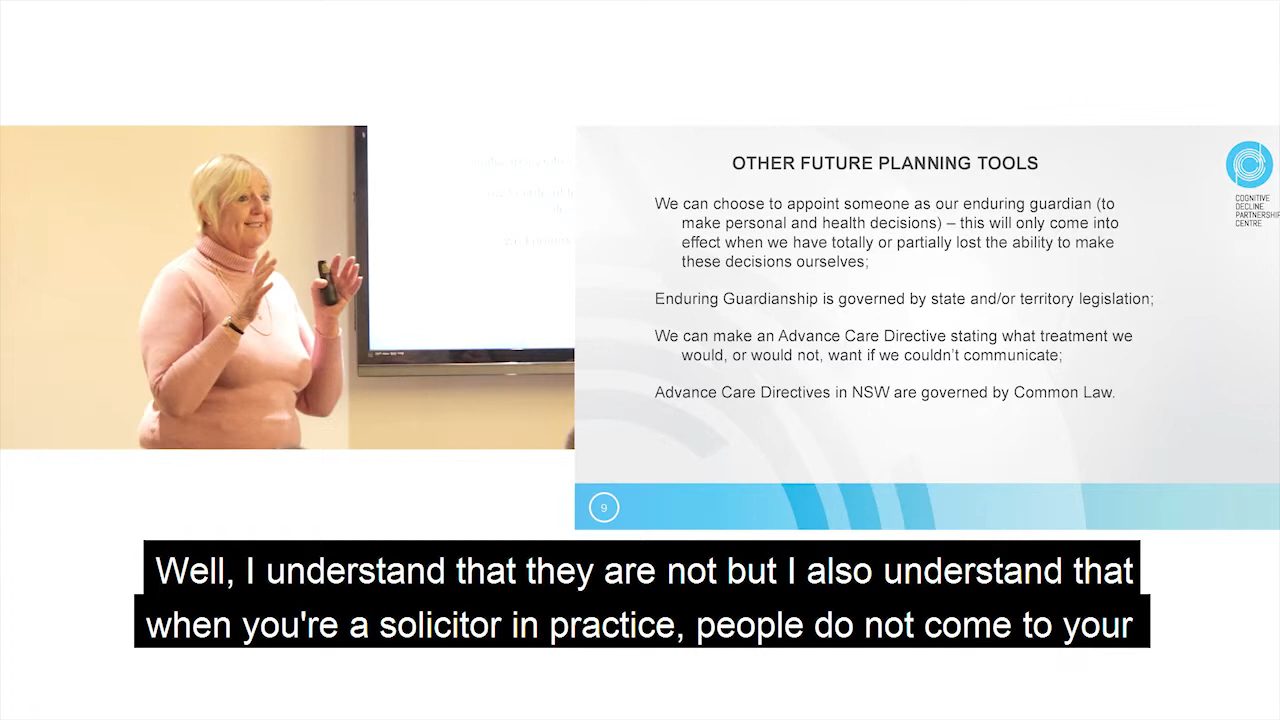 OTHER FUTURE PLANNING TOOLS
We can choose to appoint someone as our enduring guardian (to
make personal and health decisions) – this will only come into
effect when we have totally or partially lost the ability to make
these decisions ourselves;
Enduring Guardianship is governed by state and/or territory legislation;
We can make an Advance Care Directive stating what treatment we
would, or would not, want if we couldn’t communicate;
Advance Care Directives in NSW are governed by Common Law.
COGNITIVE
DECLINE
PARTNERSHIP
CENTRE
9
Well, I understand that they are not but I also understand that
when you're a solicitor in practice, people do not come to your